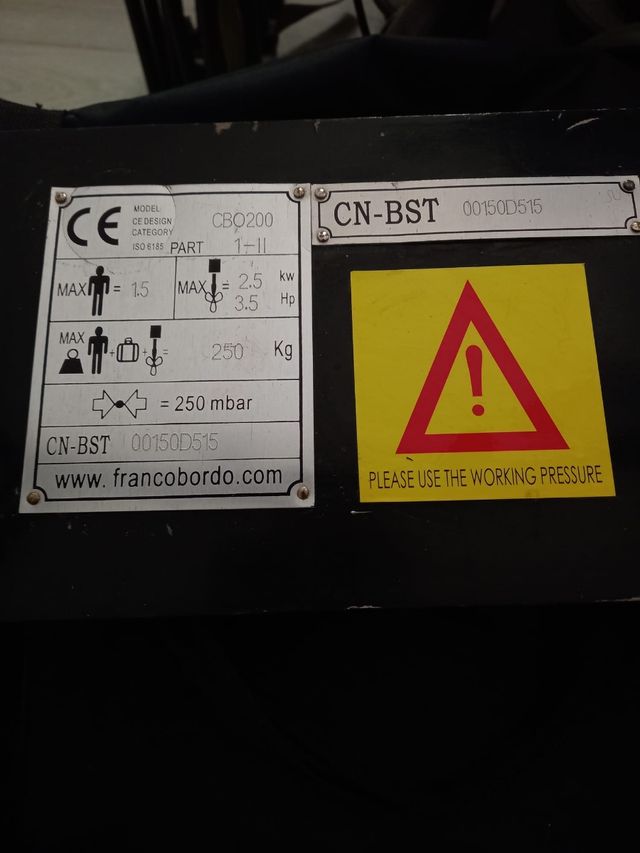 CE
MODEL CBO200
CE DESIGN
CATEGORY
ISO 6185 PART 1-II
MAX = 1.5
MAX = 2.5 kw
3.5 Hp
MAX
+ + = 250 Kg
= 250 mbar
CN-BST 00150D515
www.francobordo.com
CN-BST 00150D515
!
PLEASE USE THE WORKING PRESSURE